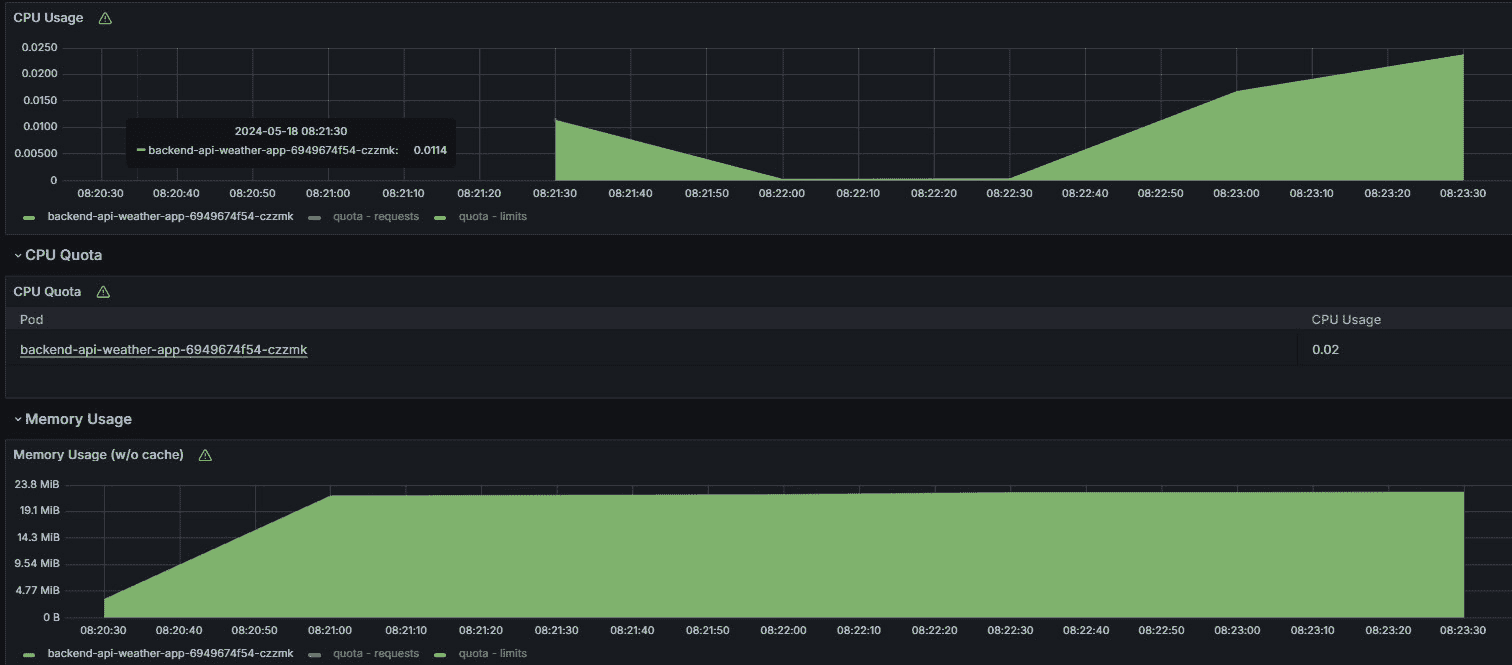 CPU Usage
0.0250
0.0200
0.0150
0.0100
0.00500
0
2024-05-18 08:21:30
backend-api-weather-app-6949674f54-czzmk: 0.0114
08:20:30 08:20:40 08:20:50 08:21:00 08:21:10 08:21:20 08:21:30 08:21:40 08:21:50 08:22:00 08:22:10 08:22:20 08:22:30 08:22:40 08:22:50 08:23:00 08:23:10 08:23:20 08:23:30
backend-api-weather-app-6949674f54-czzmk quota - requests quota - limits
CPU Quota
CPU Quota
Pod CPU Usage
backend-api-weather-app-6949674f54-czzmk 0.02
Memory Usage
Memory Usage (w/o cache)
23.8 MiB
19.1 MiB
14.3 MiB
9.54 MiB
4.77 MiB
0 B
08:20:30 08:20:40 08:20:50 08:21:00 08:21:10 08:21:20 08:21:30 08:21:40 08:21:50 08:22:00 08:22:10 08:22:20 08:22:30 08:22:40 08:22:50 08:23:00 08:23:10 08:23:20 08:23:30
backend-api-weather-app-6949674f54-czzmk quota - requests quota - limits